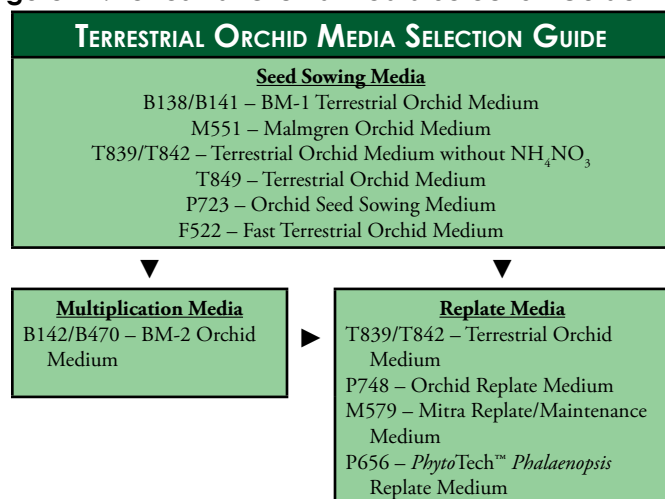 TERRESTRIAL ORCHID MEDIA SELECTION GUIDE
Seed Sowing Media
B138/B141 – BM-1 Terrestrial Orchid Medium
M551 – Malmgren Orchid Medium
T839/T842 – Terrestrial Orchid Medium without NH4NO3
T849 – Terrestrial Orchid Medium
P723 – Orchid Seed Sowing Medium
F522 – Fast Terrestrial Orchid Medium
Multiplication Media
B142/B470 – BM-2 Orchid
Medium
Replate Media
T839/T842 – Terrestrial Orchid
Medium
P748 – Orchid Replate Medium
M579 – Mitra Replate/Maintenance
Medium
P656 – PhytoTech™ Phalaenopsis
Replate Medium